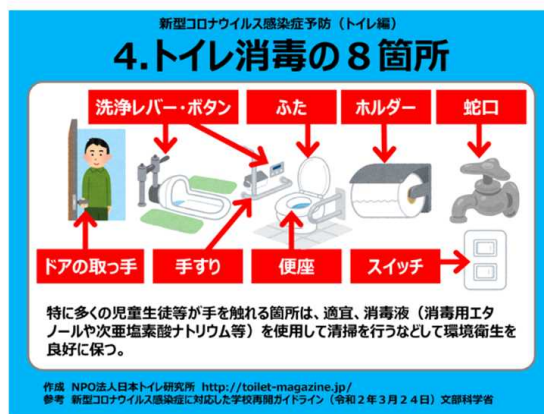 新型コロナウイルス感染症予防（トイレ編）
4.トイレ消毒の８箇所
洗浄レバー・ボタン
ふた
ホルダー
蛇口
ドアの取っ手
手すり
便座
スイッチ
特に多くの児童生徒等が手を触れる箇所は、適宜、消毒液（消毒用エタ
ノールや次亜塩素酸ナトリウム等）を使用して清掃を行うなどして環境衛生を
良好に保つ。
作成 NPO法人日本トイレ研究所 http://toilet-magazine.jp/
参考 新型コロナウイルス感染症に対応した学校再開ガイドライン（令和２年３月２４日）文部科学省